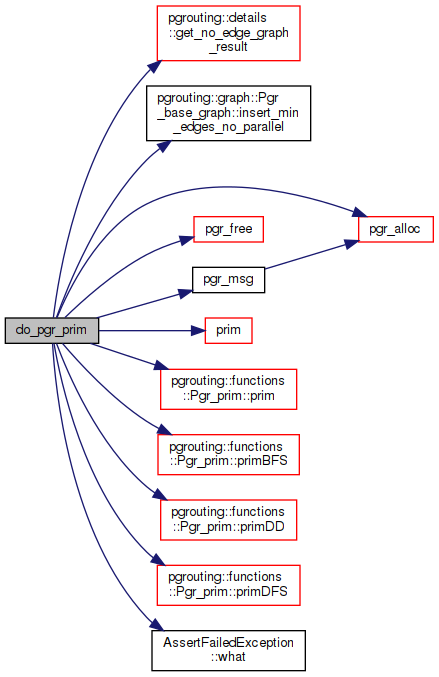 pgrouting::details
::get_no_edge_graph
_result
pgrouting::graph::Pgr
_base_graph::insert_min
_edges_no_parallel
pgr_alloc
pgr_free
pgr_msg
do_pgr_prim
prim
pgrouting::functions
::Pgr_prim::prim
pgrouting::functions
::Pgr_prim::primBFS
pgrouting::functions
::Pgr_prim::primDD
pgrouting::functions
::Pgr_prim::primDFS
AssertFailedException
::what